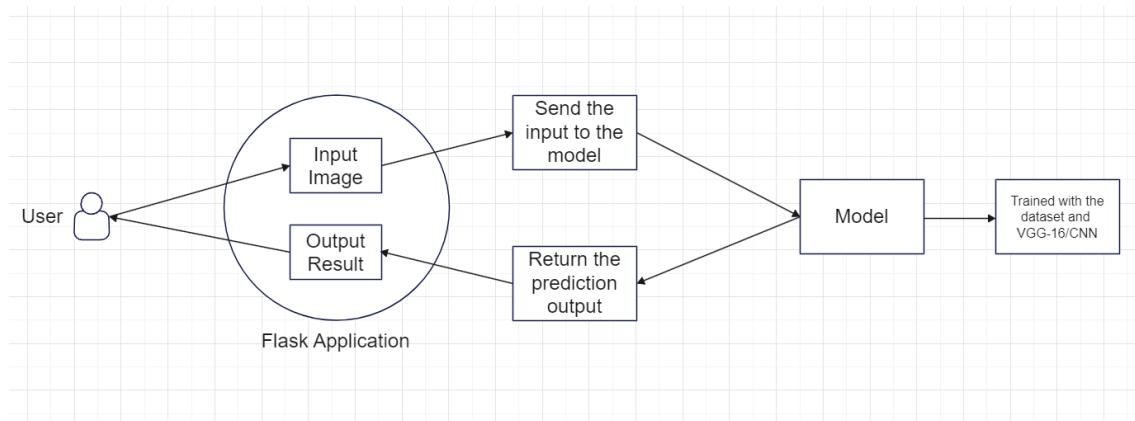 User
Input
Image
Output
Result
Flask Application
Send the
input to the
model
Return the
prediction
output
Model
Trained with the
dataset and
VGG-16/CNN